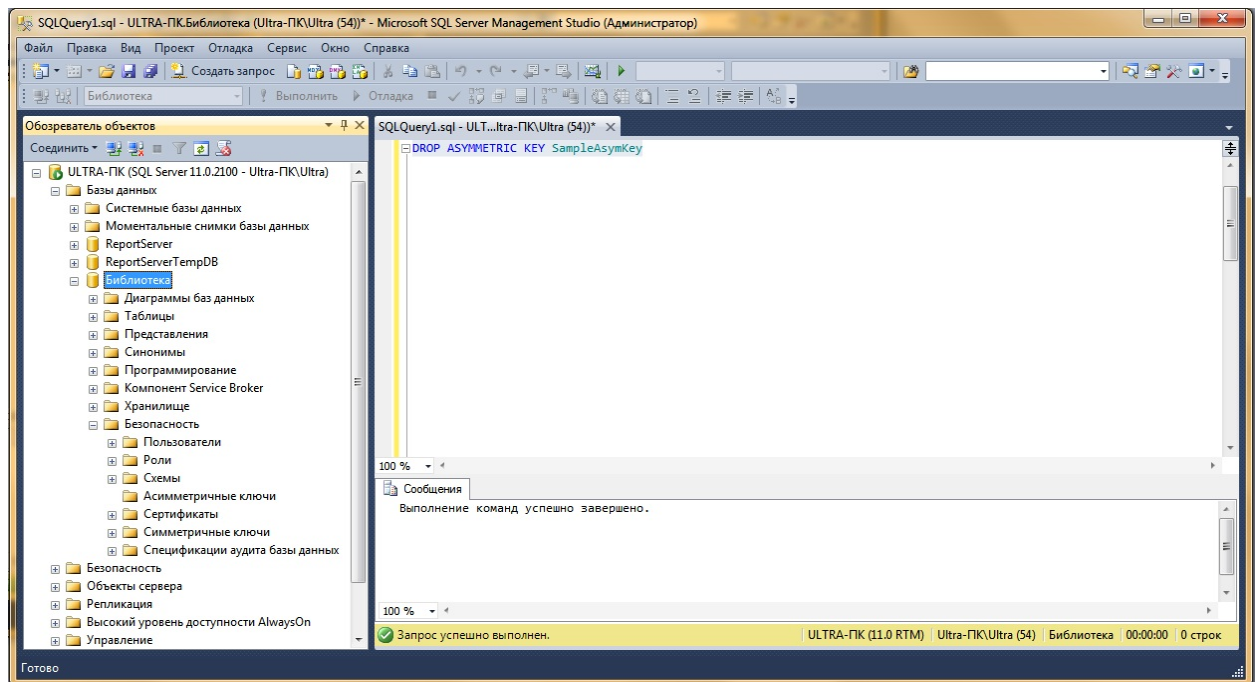 SQLQuery1.sql - ULTRA-ПК.Библиотека (Ultra-ПК\Ultra (54))* - Microsoft SQL Server Management Studio (Администратор)
Файл Правка Вид Проект Отладка Сервис Окно Справка
Создать запрос
Библиотека Выполнить Отладка
Обозреватель объектов
Соединить
ULTRA-ПК (SQL Server 11.0.2100 - Ultra-ПК\Ultra)
Базы данных
Системные базы данных
Моментальные снимки базы данных
ReportServer
ReportServerTempDB
Библиотека
Диаграммы баз данных
Таблицы
Представления
Синонимы
Программирование
Компонент Service Broker
Хранилище
Безопасность
Пользователи
Роли
Схемы
Асимметричные ключи
Сертификаты
Симметричные ключи
Спецификации аудита базы данных
Безопасность
Объекты сервера
Репликация
Высокий уровень доступности AlwaysOn
Управление
SQLQuery1.sql - ULT...ltra-ПК\Ultra (54))*
DROP ASYMMETRIC KEY SampleAsymKey
100 %
Сообщения
Выполнение команд успешно завершено.
100 %
Запрос успешно выполнен. ULTRA-ПК (11.0 RTM) Ultra-ПК\Ultra (54) Библиотека 00:00:00 0 строк
Готово